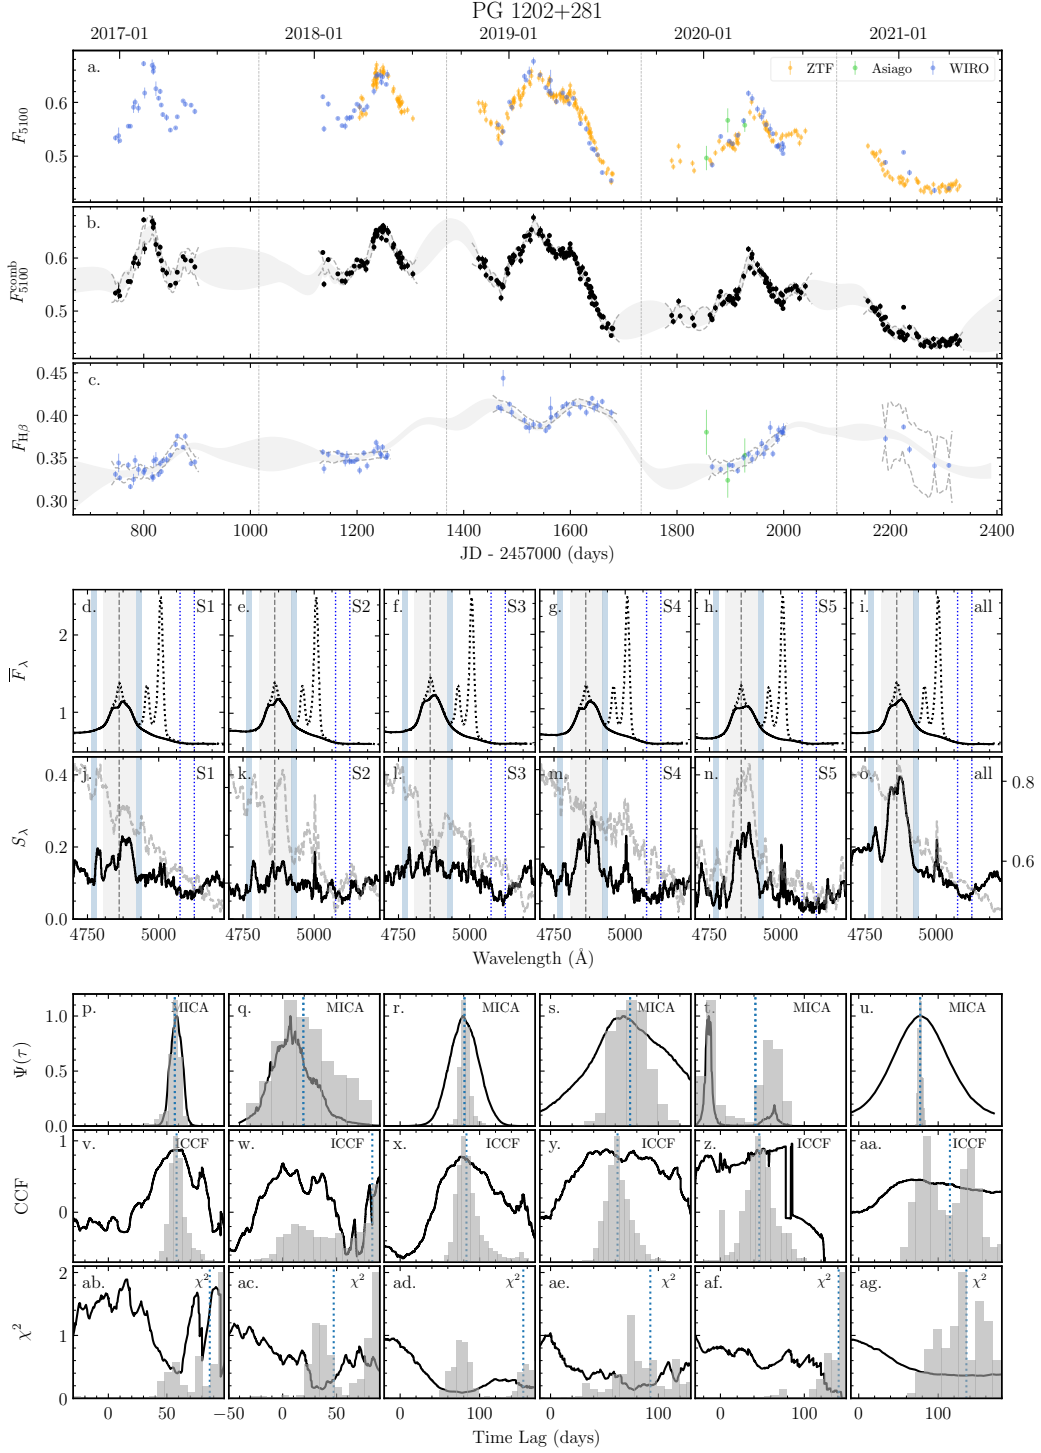 PG 1202+281
2017-01 2018-01 2019-01 2020-01 2021-01
a. ZTF Asiago WIRO
F5100
0.6
0.5
b.
F5100^comb
0.6
0.5
c.
FHβ
0.45
0.40
0.35
0.30
800 1000 1200 1400 1600 1800 2000 2200 2400
JD - 2457000 (days)
d. S1 e. S2 f. S3 g. S4 h. S5 i. all
F̅λ
2
1
j. S1 k. S2 l. S3 m. S4 n. S5 o. all
Sλ
0.4
0.2
0.0
0.8
0.6
4750 5000 4750 5000 4750 5000 4750 5000 4750 5000 4750 5000
Wavelength (Å)
p. MICA q. MICA r. MICA s. MICA t. MICA u. MICA
Ψ(τ)
1.0
0.5
0.0
v. ICCF w. ICCF x. ICCF y. ICCF z. ICCF aa. ICCF
CCF
1
0
ab. χ² ac. χ² ad. χ² ae. χ² af. χ² ag. χ²
χ²
2
1
0
0 50 −50 0 50 0 100 0 100 0 100 0 100
Time Lag (days)